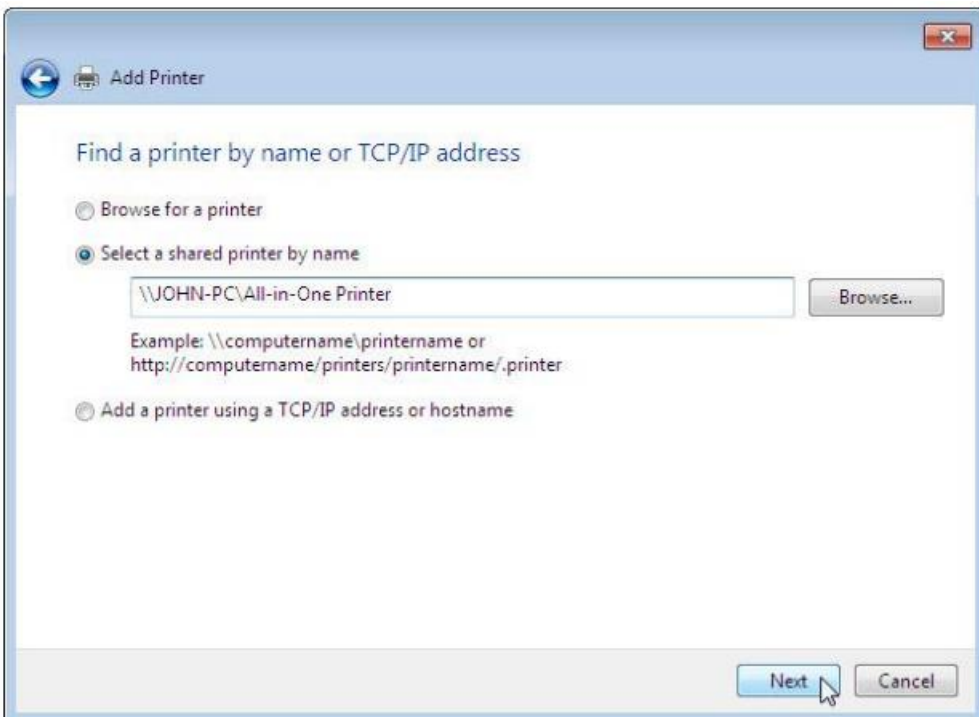 Add Printer
Find a printer by name or TCP/IP address
Browse for a printer
Select a shared printer by name
\\JOHN-PC\All-in-One Printer
Browse...
Example: \\computername\printername or
http://computername/printers/printername/.printer
Add a printer using a TCP/IP address or hostname
Next
Cancel